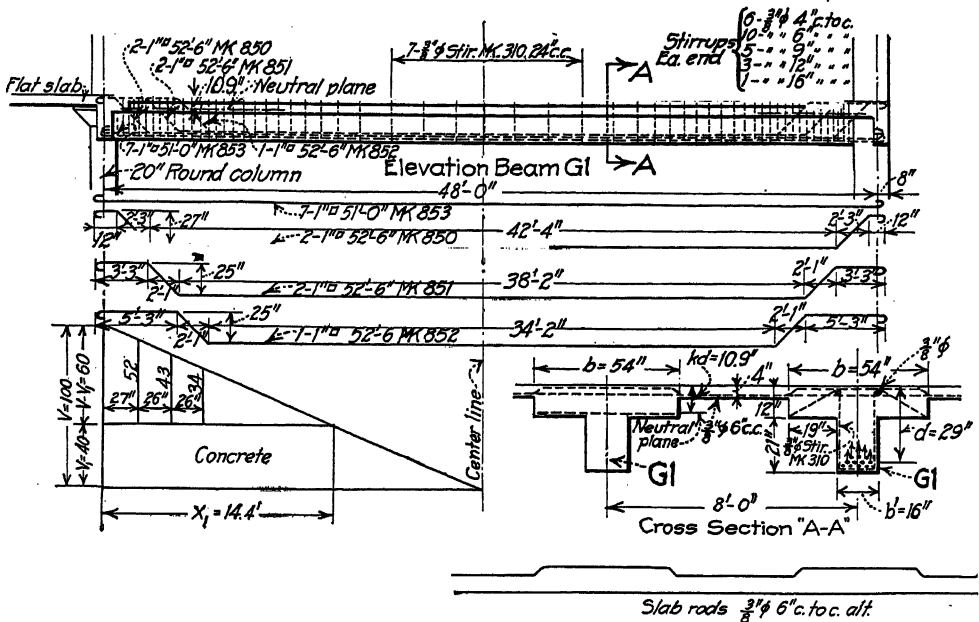 2-1"□ 52'-6" MK 850
2-1"□ 52'-6" MK 851
10.9" Neutral plane
Flat slab
7-3/8"φ Stir. MK. 310. 24"c.c.
Stirrups Ea. end
6-3/8"φ 4" c. to c.
10- " 6" " " "
5- " 9" " " "
3- " 12" " " "
1- " 16" " " "
A
A
7-1"□ 51'-0" MK 853
1-1"□ 52'-6" MK 852
Elevation Beam G1
20" Round column
48'-0"
8"
7-1"□ 51'-0" MK 853
12"
2'-3"
27"
42'-4"
2-1"□ 52'-6" MK 850
2'-3"
12"
3'-3"
2'-1"
25"
38'-2"
2-1"□ 52'-6" MK 851
2'-1"
3'-3"
5'-3"
2'-1"
25"
34'-2"
1-1"□ 52'-6 MK 852
2'-1"
5'-3"
V=100
V-V₁=60
V₁=40
52
43
34
27"
26"
26"
Concrete
X₁=14.4'
Center line
b=54"
kd=10.9"
4"
b=54"
3/8"φ
12"
21"
Neutral plane
3/8"φ 6"c.c.
19"
3/8"φ Stir. MK 310
d=29"
G1
G1
8'-0"
b'=16"
Cross Section "A-A"
Slab rods 3/8"φ 6"c. to c. alt.